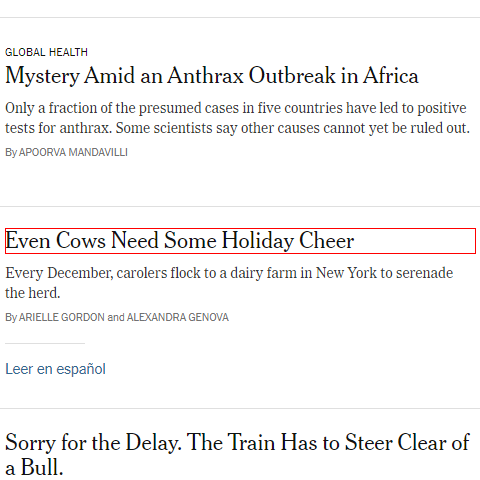 GLOBAL HEALTH
Mystery Amid an Anthrax Outbreak in Africa
Only a fraction of the presumed cases in five countries have led to positive
tests for anthrax. Some scientists say other causes cannot yet be ruled out.
By APOORVA MANDAVILLI
Even Cows Need Some Holiday Cheer
Every December, carolers flock to a dairy farm in New York to serenade
the herd.
By ARIELLE GORDON and ALEXANDRA GENOVA
Leer en español
Sorry for the Delay. The Train Has to Steer Clear of
a Bull.